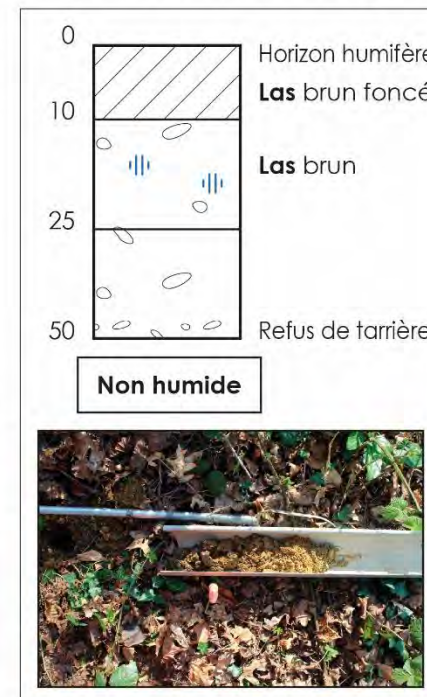 0
Horizon humifère
Las brun foncé
10
Las brun
25
50
Refus de tarrière
Non humide